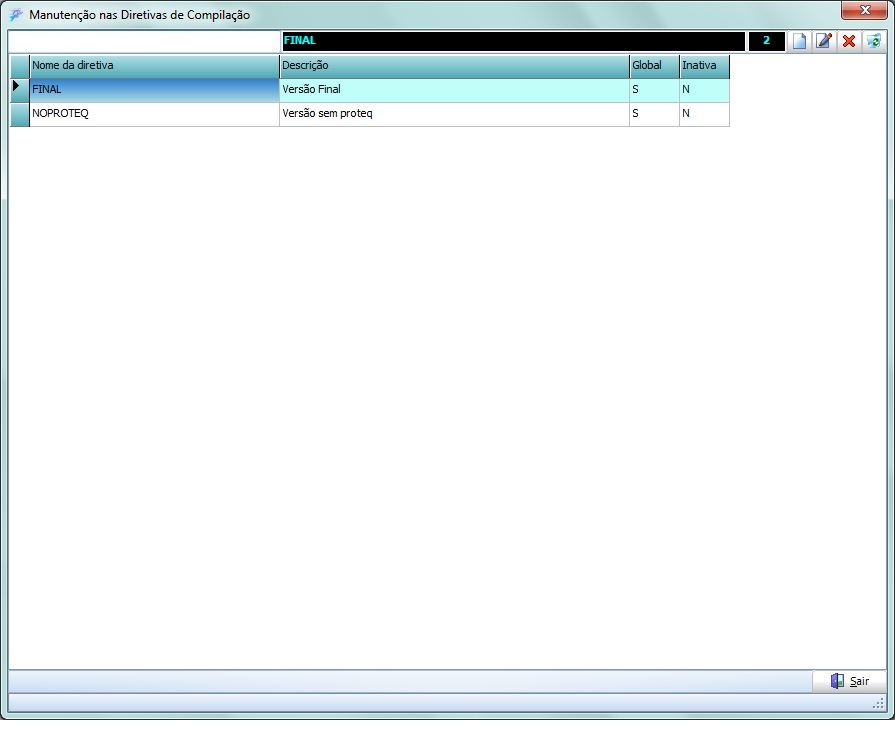 Manutenção nas Diretivas de Compilação
FINAL 2
Nome da diretiva Descrição Global Inativa
FINAL Versão Final S N
NOPROTEQ Versão sem proteq S N
Sair